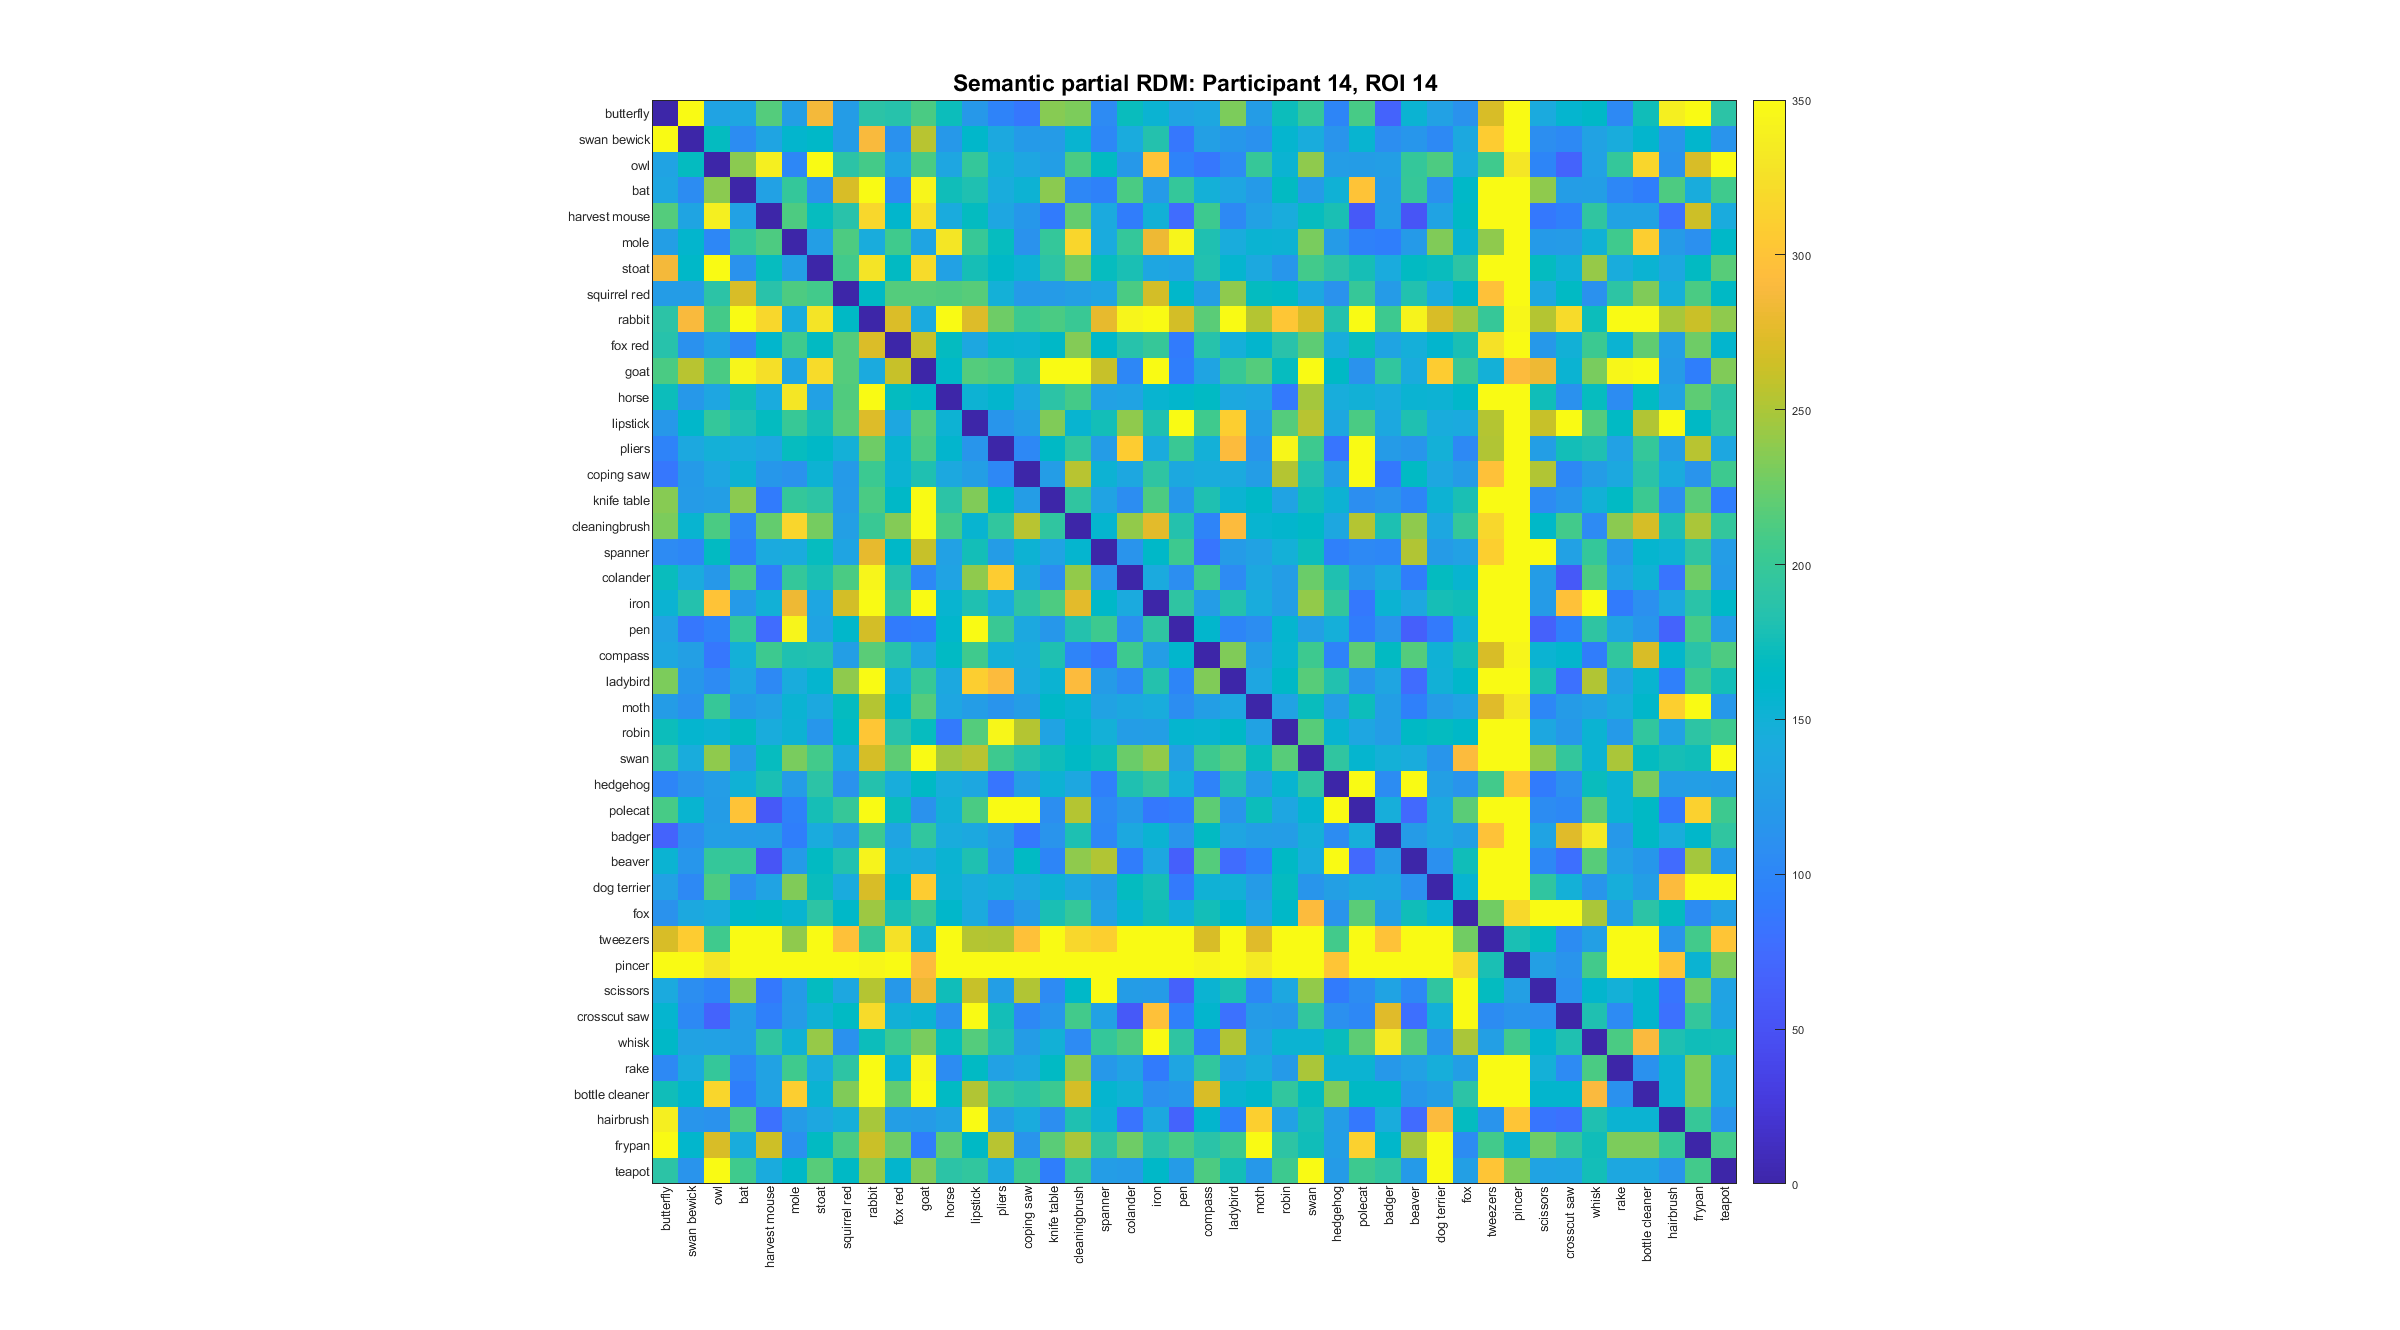 Semantic partial RDM: Participant 14, ROI 14
butterfly
swan bewick
owl
bat
harvest mouse
mole
stoat
squirrel red
rabbit
fox red
goat
horse
lipstick
pliers
coping saw
knife table
cleaningbrush
spanner
colander
iron
pen
compass
ladybird
moth
robin
swan
hedgehog
polecat
badger
beaver
dog terrier
fox
tweezers
pincer
scissors
crosscut saw
whisk
rake
bottle cleaner
hairbrush
frypan
teapot
butterfly
swan bewick
owl
bat
harvest mouse
mole
stoat
squirrel red
rabbit
fox red
goat
horse
lipstick
pliers
coping saw
knife table
cleaningbrush
spanner
colander
iron
pen
compass
ladybird
moth
robin
swan
hedgehog
polecat
badger
beaver
dog terrier
fox
tweezers
pincer
scissors
crosscut saw
whisk
rake
bottle cleaner
hairbrush
frypan
teapot
350
300
250
200
150
100
50
0